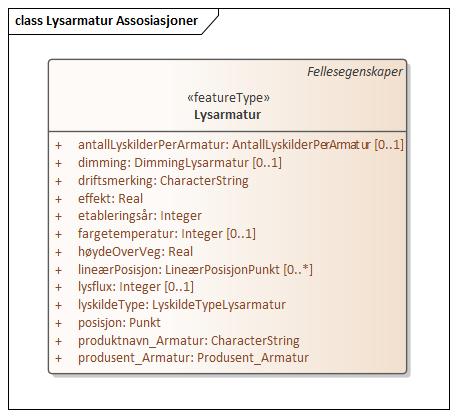 class Lysarmatur Assosiasjoner
Fellesegenskaper
«featureType»
Lysarmatur
+ antallLyskilderPerArmatur: AntallLyskilderPerArmatur [0..1]
+ dimming: DimmingLysarmatur [0..1]
+ driftsmerking: CharacterString
+ effekt: Real
+ etableringsår: Integer
+ fargetemperatur: Integer [0..1]
+ høydeOverVeg: Real
+ lineærPosisjon: LineærPosisjonPunkt [0..*]
+ lysflux: Integer [0..1]
+ lyskildeType: LyskildeTypeLysarmatur
+ posisjon: Punkt
+ produktnavn_Armatur: CharacterString
+ produsent_Armatur: Produsent_Armatur